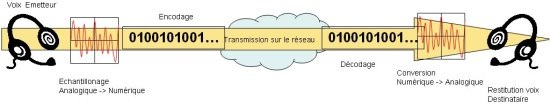 Voix Emetteur
Encodage
0100101001...
Transmission sur le réseau
0100101001...
Echantillonage
Analogique -> Numérique
Décodage
Conversion
Numérique -> Analogique
Restitution voix
Destinataire